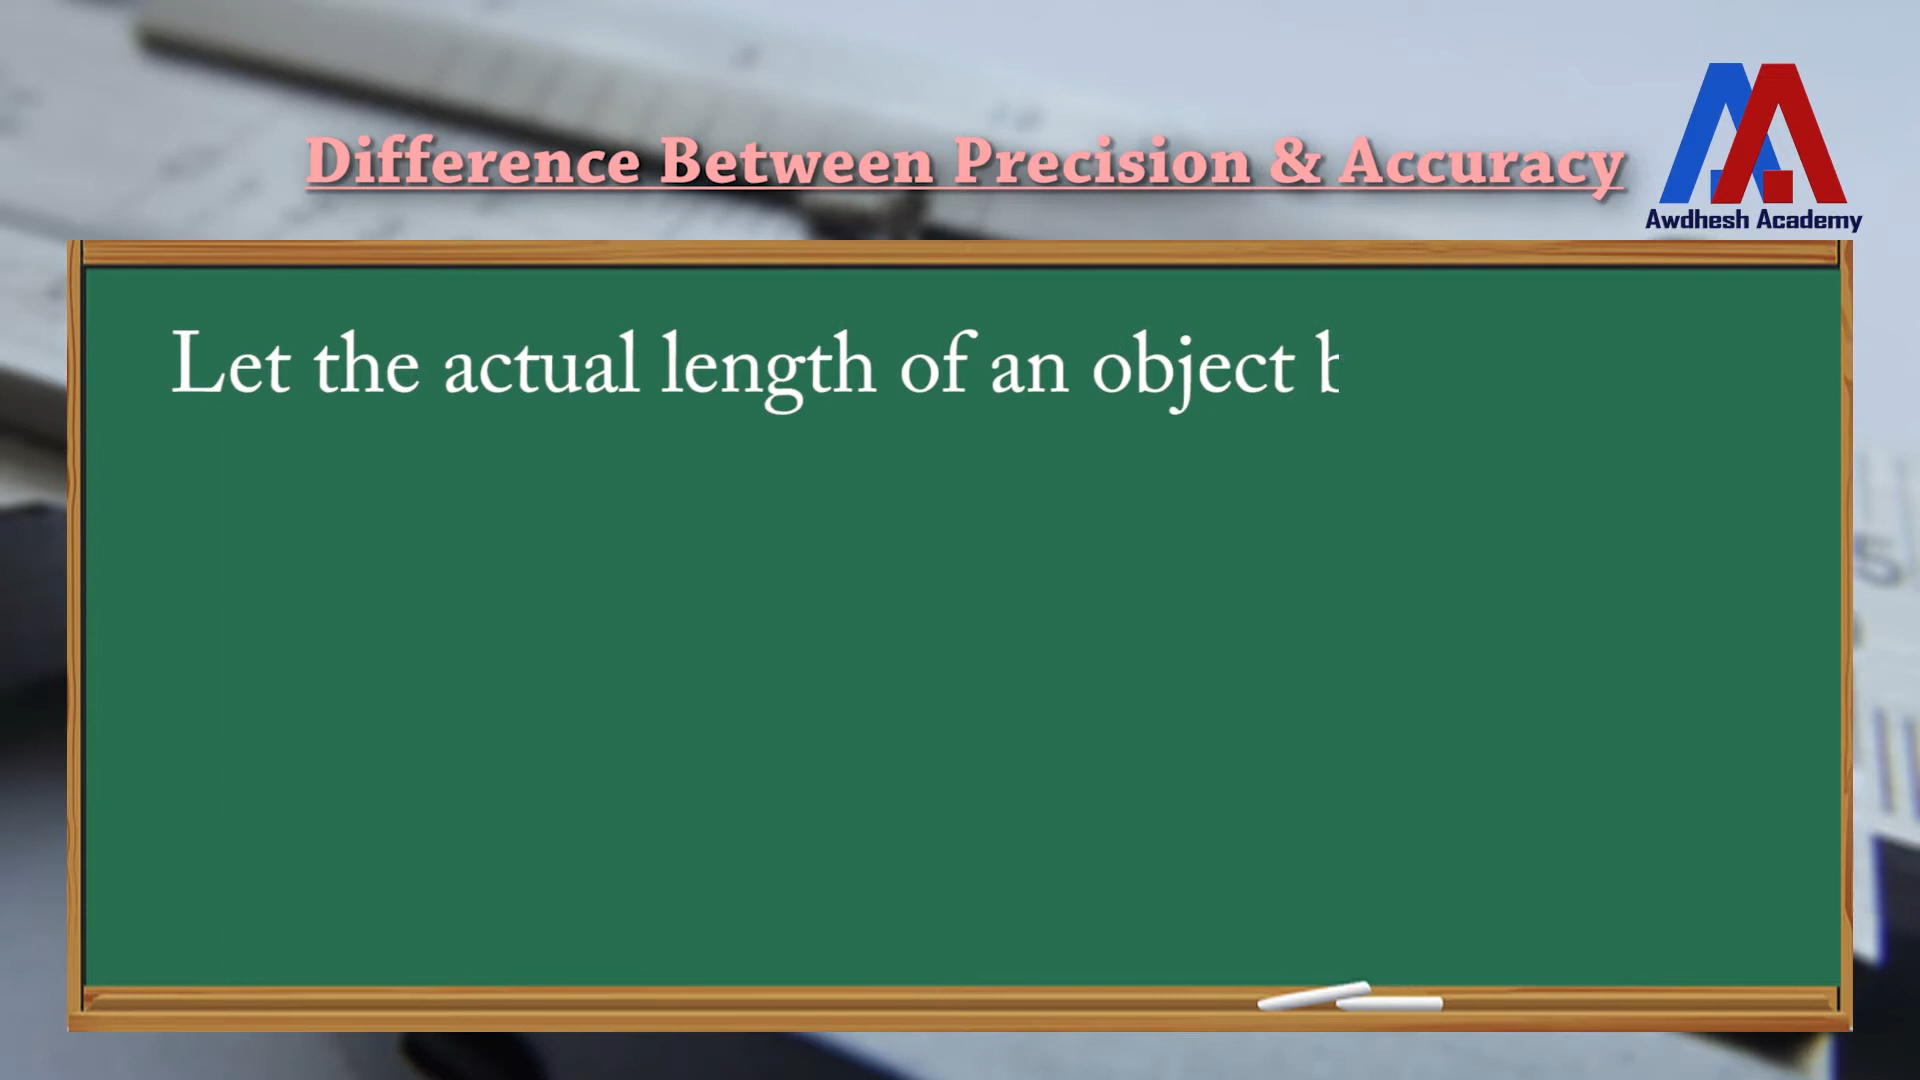 Difference Between Precision & Accuracy
Awdhesh Academy
Let the actual length of an object